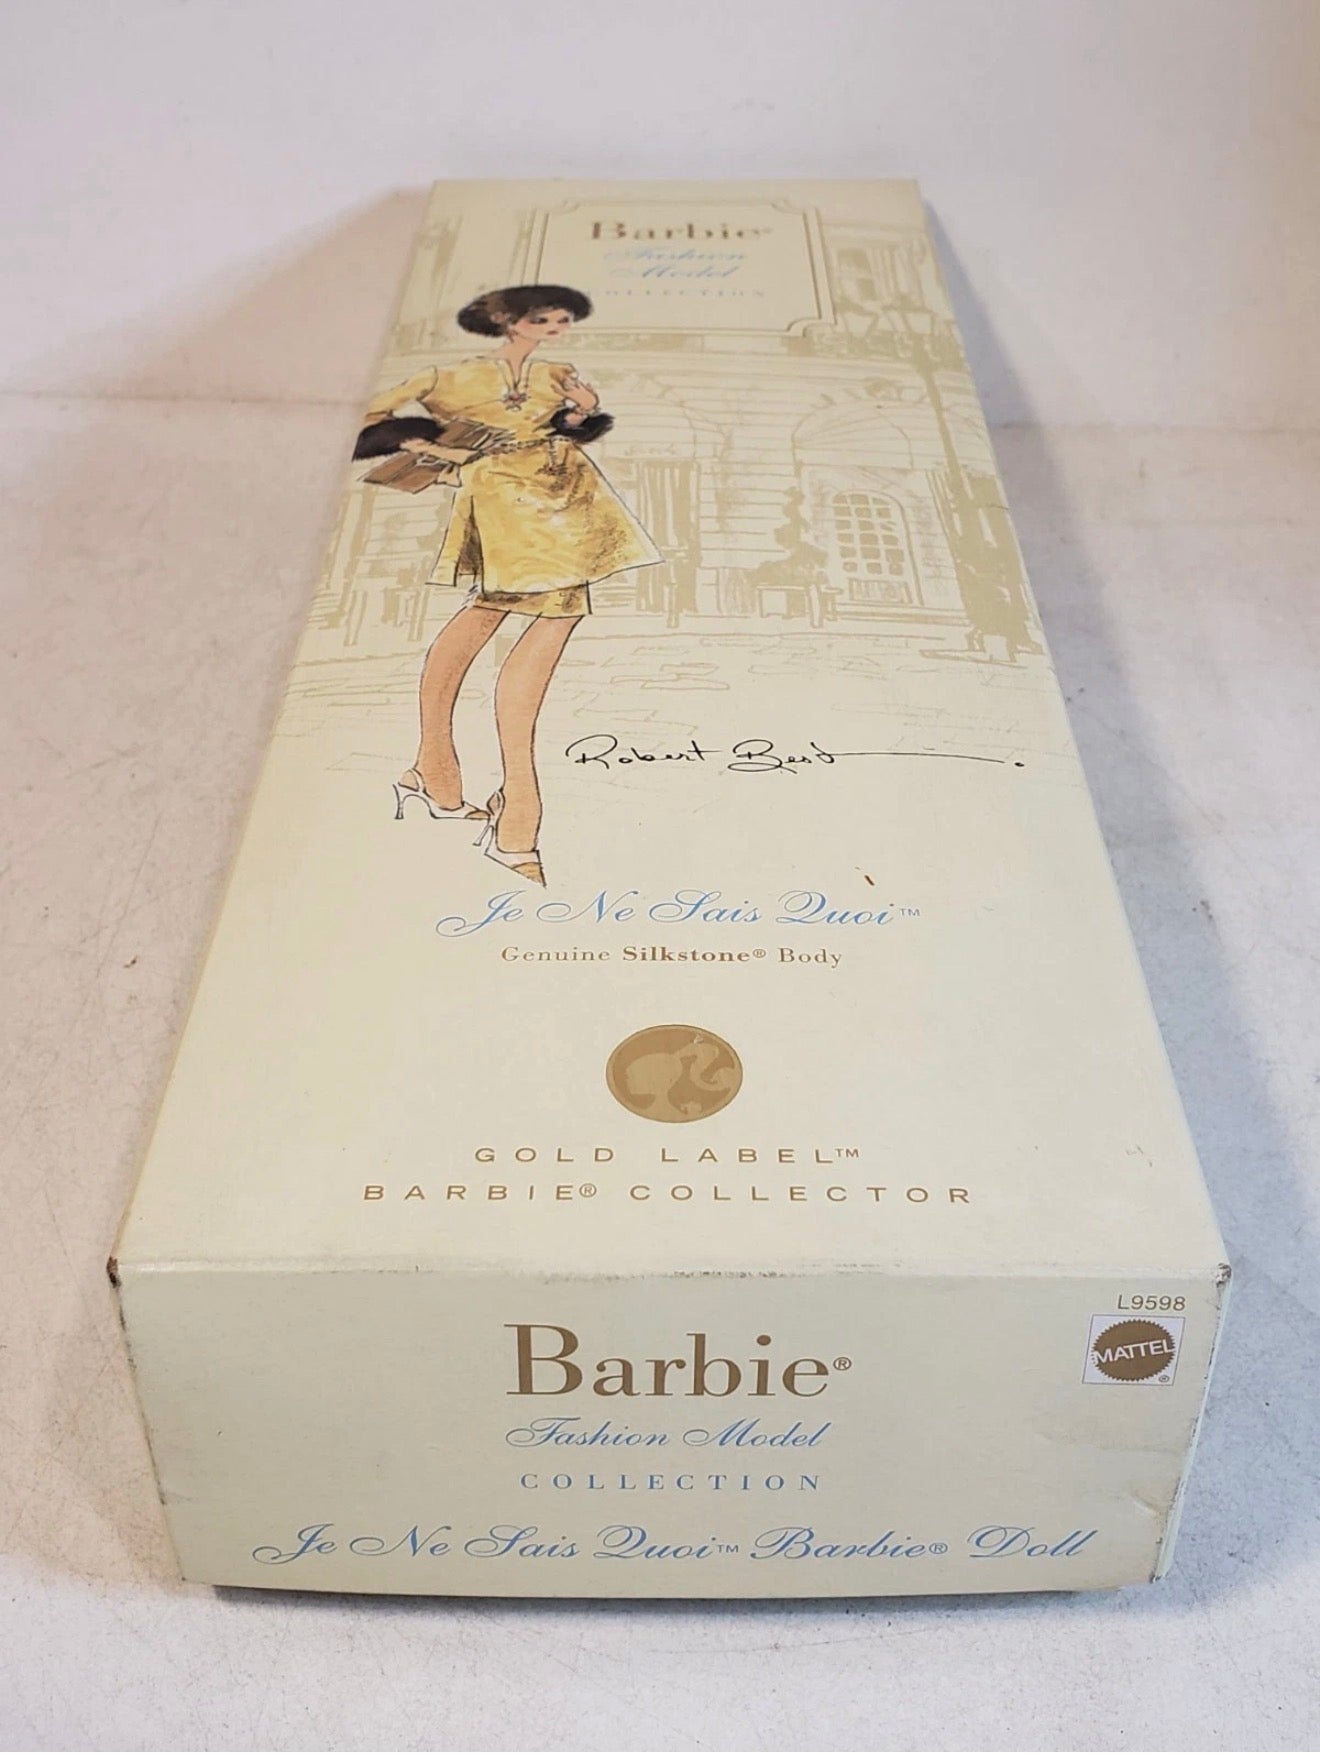 Barbie®
Fashion
Model
COLLECTION
Robert Best
Je Ne Sais Quoi™
Genuine Silkstone® Body
GOLD LABEL™
BARBIE® COLLECTOR
L9598
MATTEL®
Barbie®
Fashion Model
COLLECTION
Je Ne Sais Quoi™ Barbie® Doll